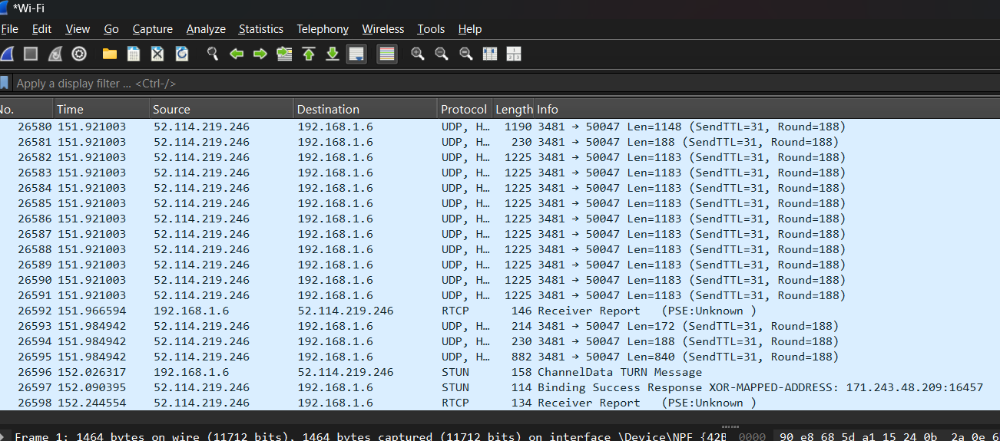 *Wi-Fi
File Edit View Go Capture Analyze Statistics Telephony Wireless Tools Help
Apply a display filter ... <Ctrl-/>
No. Time Source Destination Protocol Length Info
26580 151.921003 52.114.219.246 192.168.1.6 UDP, H… 1190 3481 → 50047 Len=1148 (SendTTL=31, Round=188)
26581 151.921003 52.114.219.246 192.168.1.6 UDP, H… 230 3481 → 50047 Len=188 (SendTTL=31, Round=188)
26582 151.921003 52.114.219.246 192.168.1.6 UDP, H… 1225 3481 → 50047 Len=1183 (SendTTL=31, Round=188)
26583 151.921003 52.114.219.246 192.168.1.6 UDP, H… 1225 3481 → 50047 Len=1183 (SendTTL=31, Round=188)
26584 151.921003 52.114.219.246 192.168.1.6 UDP, H… 1225 3481 → 50047 Len=1183 (SendTTL=31, Round=188)
26585 151.921003 52.114.219.246 192.168.1.6 UDP, H… 1225 3481 → 50047 Len=1183 (SendTTL=31, Round=188)
26586 151.921003 52.114.219.246 192.168.1.6 UDP, H… 1225 3481 → 50047 Len=1183 (SendTTL=31, Round=188)
26587 151.921003 52.114.219.246 192.168.1.6 UDP, H… 1225 3481 → 50047 Len=1183 (SendTTL=31, Round=188)
26588 151.921003 52.114.219.246 192.168.1.6 UDP, H… 1225 3481 → 50047 Len=1183 (SendTTL=31, Round=188)
26589 151.921003 52.114.219.246 192.168.1.6 UDP, H… 1225 3481 → 50047 Len=1183 (SendTTL=31, Round=188)
26590 151.921003 52.114.219.246 192.168.1.6 UDP, H… 1225 3481 → 50047 Len=1183 (SendTTL=31, Round=188)
26591 151.921003 52.114.219.246 192.168.1.6 UDP, H… 1225 3481 → 50047 Len=1183 (SendTTL=31, Round=188)
26592 151.966594 192.168.1.6 52.114.219.246 RTCP 146 Receiver Report (PSE:Unknown )
26593 151.984942 52.114.219.246 192.168.1.6 UDP, H… 214 3481 → 50047 Len=172 (SendTTL=31, Round=188)
26594 151.984942 52.114.219.246 192.168.1.6 UDP, H… 230 3481 → 50047 Len=188 (SendTTL=31, Round=188)
26595 151.984942 52.114.219.246 192.168.1.6 UDP, H… 882 3481 → 50047 Len=840 (SendTTL=31, Round=188)
26596 152.026317 192.168.1.6 52.114.219.246 STUN 158 ChannelData TURN Message
26597 152.090395 52.114.219.246 192.168.1.6 STUN 114 Binding Success Response XOR-MAPPED-ADDRESS: 171.243.48.209:16457
26598 152.244554 52.114.219.246 192.168.1.6 RTCP 134 Receiver Report (PSE:Unknown )
Frame 1: 1464 bytes on wire (11712 bits), 1464 bytes captured (11712 bits) on interface \Device\NPF_{42E 0000 90 e8 68 5d a1 15 24 0b 2a 0e 6